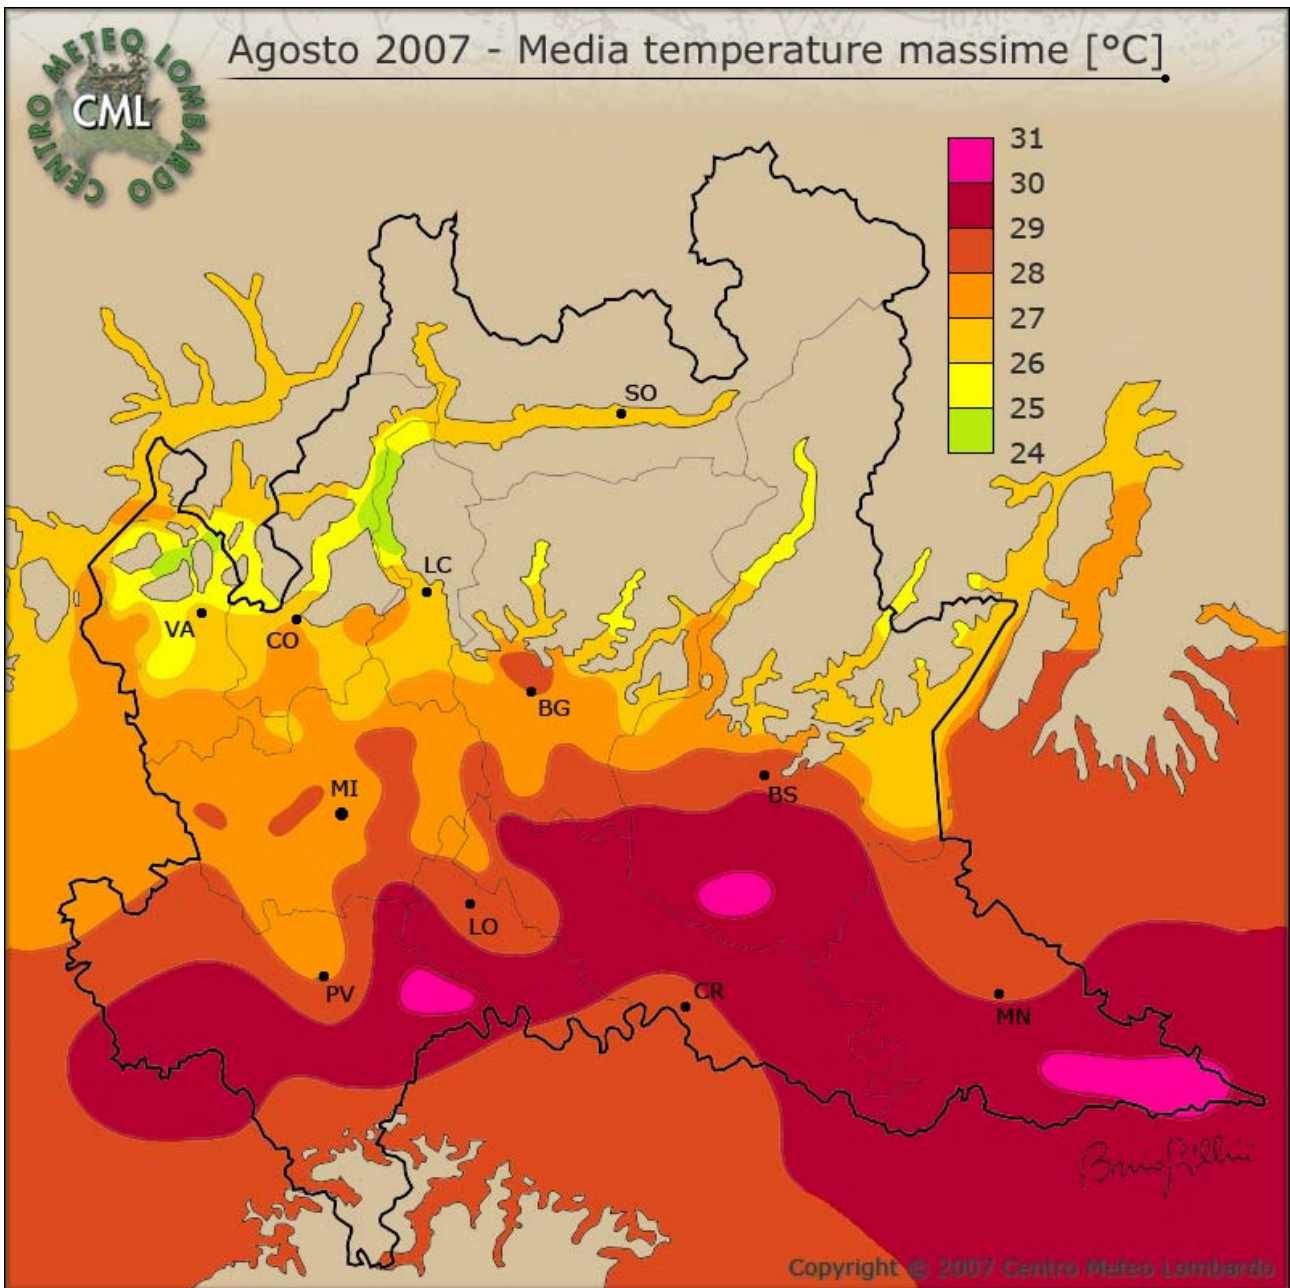 CENTRO METEO LOMBARDO
CML
Agosto 2007 - Media temperature massime [°C]
31
30
29
28
27
26
25
24
SO
LC
VA
CO
BG
MI
BS
LO
PV
CR
MN
Copyright @ 2007 Centro Meteo Lombardo